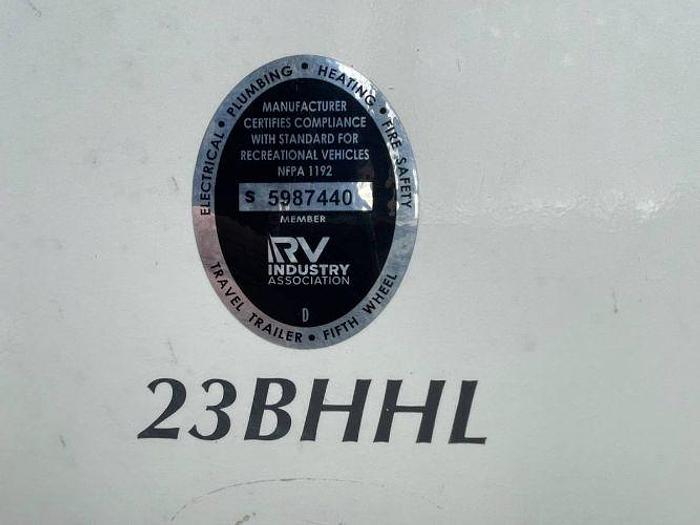 ELECTRICAL • PLUMBING • HEATING • FIRE SAFETY
MANUFACTURER
CERTIFIES COMPLIANCE
WITH STANDARD FOR
RECREATIONAL VEHICLES
NFPA 1192
S 5987440
MEMBER
RV
INDUSTRY
ASSOCIATION
D
TRAVEL TRAILER • FIFTH WHEEL
23BHHL